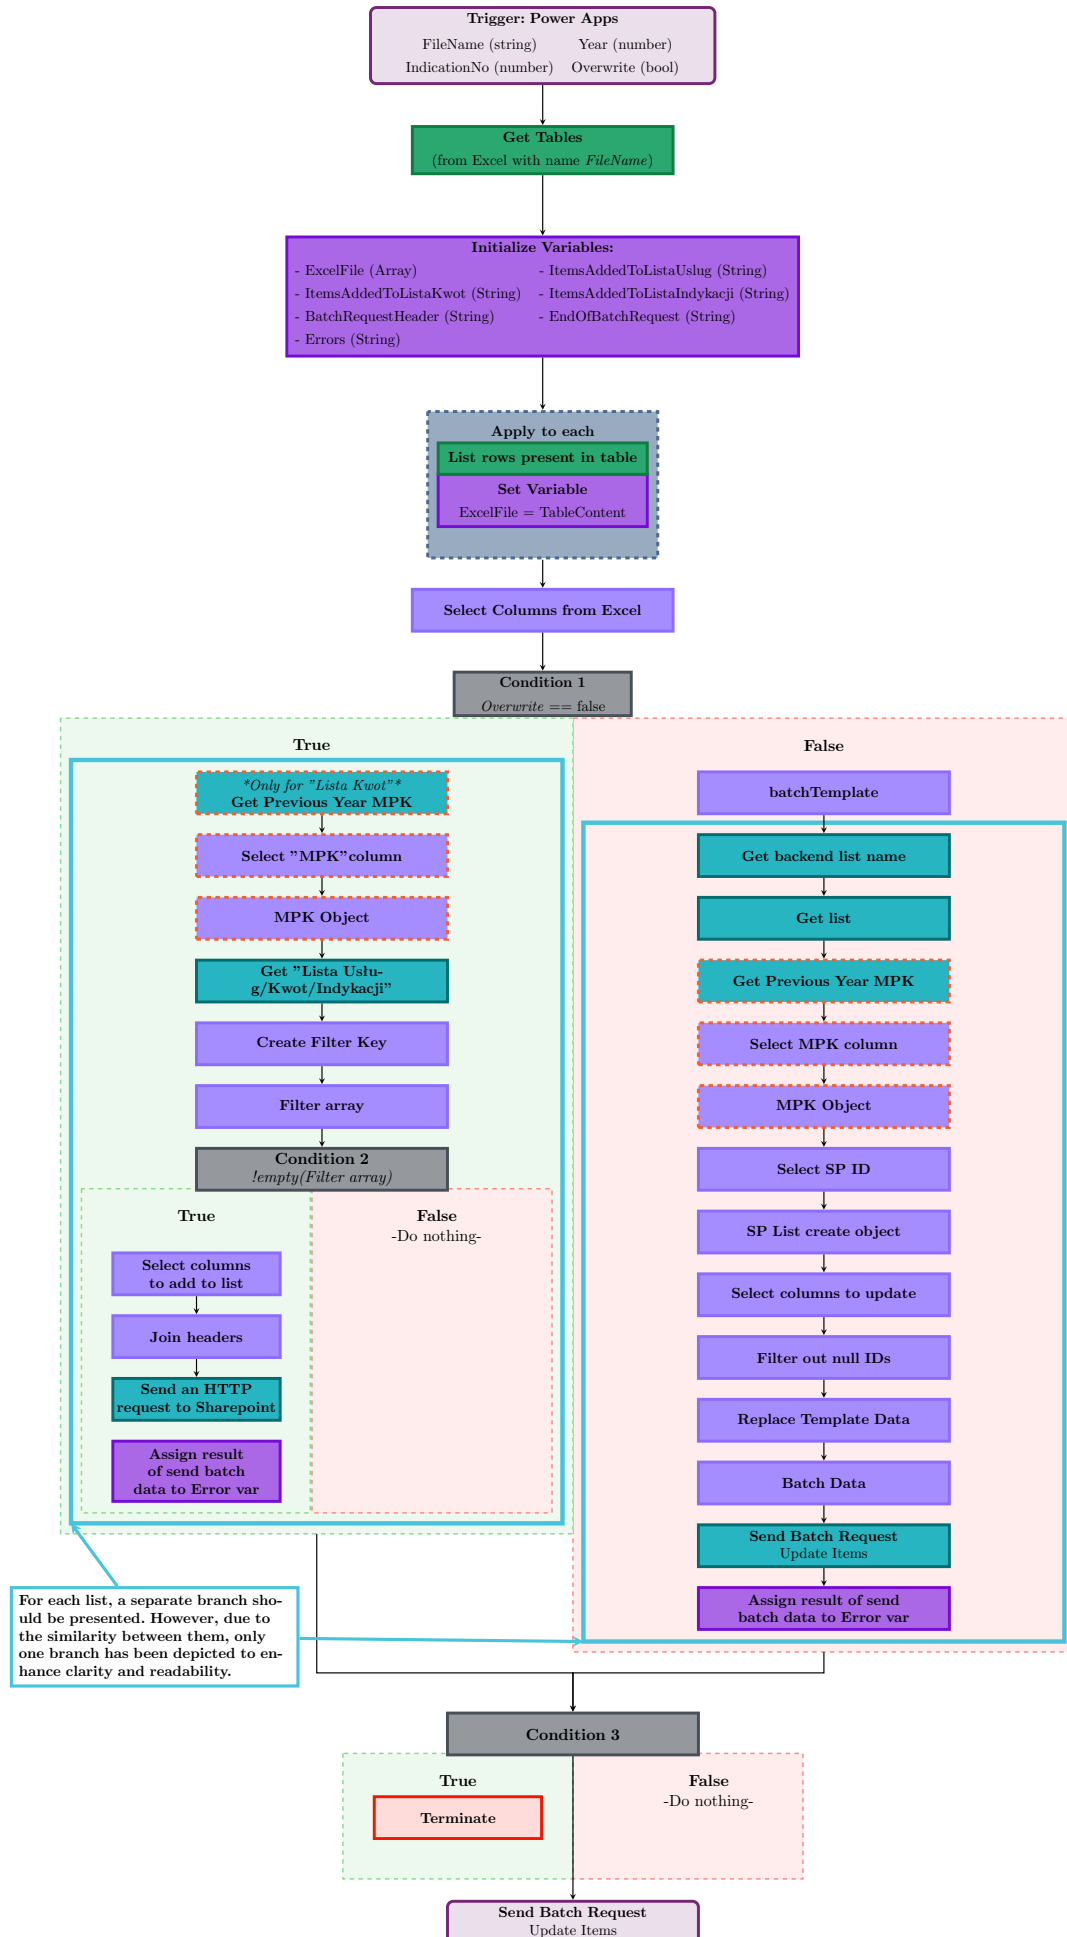 Trigger: Power Apps
FileName (string) Year (number)
IndicationNo (number) Overwrite (bool)
Get Tables
(from Excel with name FileName)
Initialize Variables:
- ExcelFile (Array) - ItemsAddedToListaUslug (String)
- ItemsAddedToListaKwot (String) - ItemsAddedToListaIndykacji (String)
- BatchRequestHeader (String) - EndOfBatchRequest (String)
- Errors (String)
Apply to each
List rows present in table
Set Variable
ExcelFile = TableContent
Select Columns from Excel
Condition 1
Overwrite == false
True
*Only for ”Lista Kwot”*
Get Previous Year MPK
Select ”MPK”column
MPK Object
Get ”Lista Usłu-
g/Kwot/Indykacji”
Create Filter Key
Filter array
Condition 2
!empty(Filter array)
True
Select columns
to add to list
Join headers
Send an HTTP
request to Sharepoint
Assign result
of send batch
data to Error var
False
-Do nothing-
False
batchTemplate
Get backend list name
Get list
Get Previous Year MPK
Select MPK column
MPK Object
Select SP ID
SP List create object
Select columns to update
Filter out null IDs
Replace Template Data
Batch Data
Send Batch Request
Update Items
Assign result of send
batch data to Error var
For each list, a separate branch sho-
uld be presented. However, due to
the similarity between them, only
one branch has been depicted to en-
hance clarity and readability.
Condition 3
True
Terminate
False
-Do nothing-
Send Batch Request
Update Items